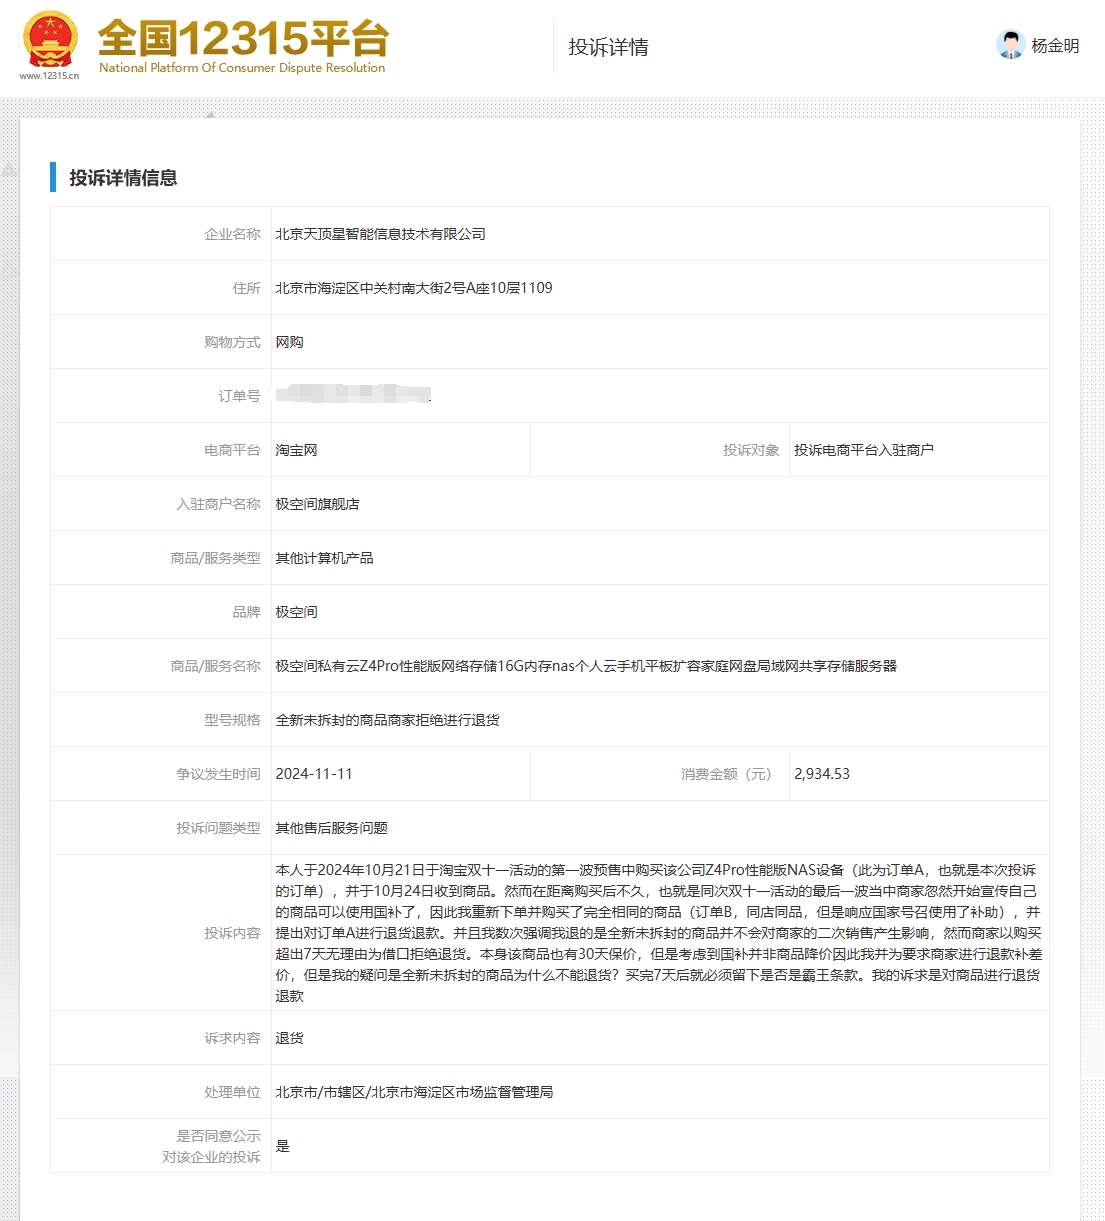 全国12315平台
National Platform Of Consumer Dispute Resolution
www.12315.cn
投诉详情
杨金明
投诉详情信息
企业名称 北京天顶星智能信息技术有限公司
住所 北京市海淀区中关村南大街2号A座10层1109
购物方式 网购
订单号
电商平台 淘宝网 投诉对象 投诉电商平台入驻商户
入驻商户名称 极空间旗舰店
商品/服务类型 其他计算机产品
品牌 极空间
商品/服务名称 极空间私有云Z4Pro性能版网络存储16G内存nas个人云手机平板扩容家庭网盘局域网共享存储服务器
型号规格 全新未拆封的商品商家拒绝进行退货
争议发生时间 2024-11-11 消费金额（元） 2,934.53
投诉问题类型 其他售后服务问题
投诉内容
本人于2024年10月21日于淘宝双十一活动的第一波预售中购买该公司Z4Pro性能版NAS设备（此为订单A，也就是本次投诉
的订单），并于10月24日收到商品。然而在距离购买后不久，也就是同次双十一活动的最后一波当中商家忽然开始宣传自己
的商品可以使用国补了，因此我重新下单并购买了完全相同的商品（订单B，同店同品，但是响应国家号召使用了补助），并
提出对订单A进行退货退款。并且我数次强调我退的是全新未拆封的商品并不会对商家的二次销售产生影响，然而商家以购买
超出7天无理由为借口拒绝退货。本身该商品也有30天保价，但是考虑到国补并非商品降价因此我并为要求商家进行退款补差
价，但是我的疑问是全新未拆封的商品为什么不能退货？买完7天后就必须留下是否是霸王条款。我的诉求是对商品进行退货
退款
诉求内容 退货
处理单位 北京市/市辖区/北京市海淀区市场监督管理局
是否同意公示
对该企业的投诉 是